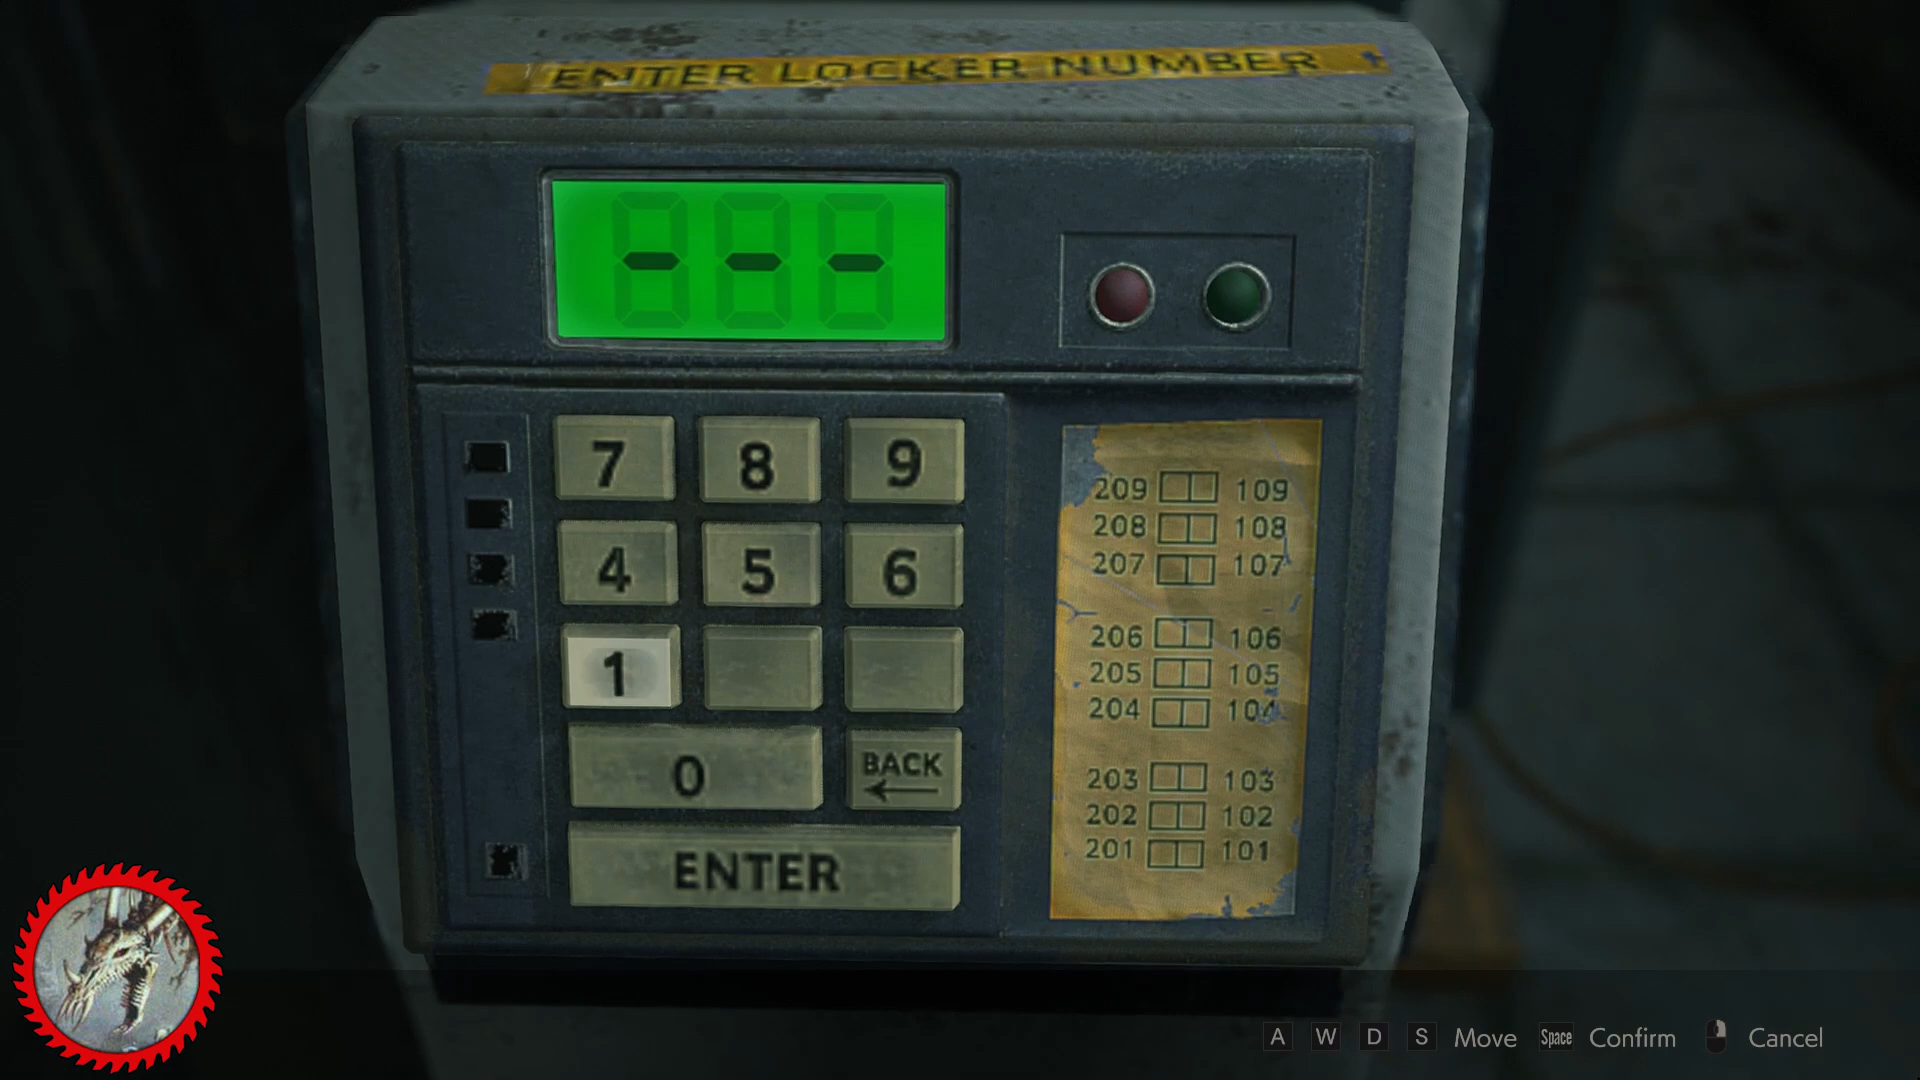 ENTER LOCKER NUMBER
7 8 9
4 5 6
1
0 BACK
ENTER
209 109
208 108
207 107
206 106
205 105
204 104
203 103
202 102
201 101
A W D S Move Space Confirm Cancel